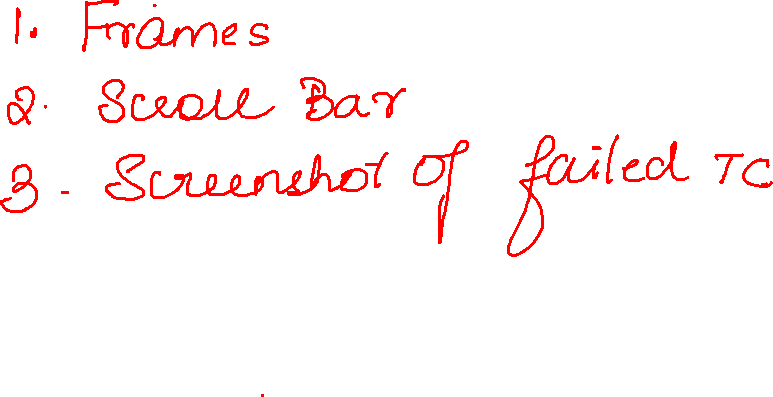 1. Frames
2. Scroll Bar
3. Screenshot of failed TC